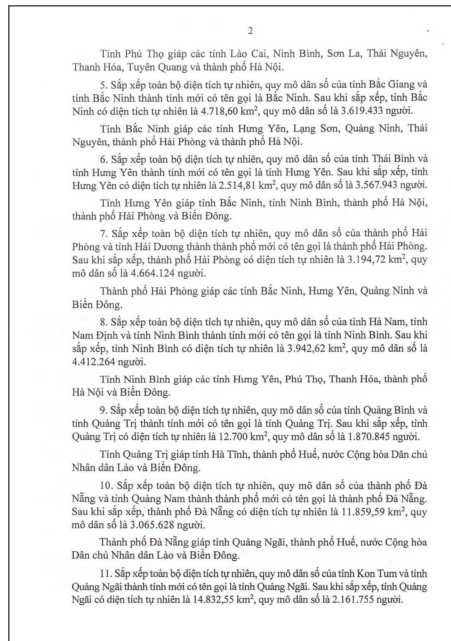 2
Tỉnh Phú Thọ giáp các tỉnh Lào Cai, Ninh Bình, Sơn La, Thái Nguyên,
Thanh Hóa, Tuyên Quang và thành phố Hà Nội.
5. Sắp xếp toàn bộ diện tích tự nhiên, quy mô dân số của tỉnh Bắc Giang và
tỉnh Bắc Ninh thành tỉnh mới có tên gọi là Bắc Ninh. Sau khi sắp xếp, tỉnh Bắc
Ninh có diện tích tự nhiên là 4.718,60 km², quy mô dân số là 3.619.433 người.
Tỉnh Bắc Ninh giáp các tỉnh Hưng Yên, Lạng Sơn, Quảng Ninh, Thái
Nguyên, thành phố Hải Phòng và thành phố Hà Nội.
6. Sắp xếp toàn bộ diện tích tự nhiên, quy mô dân số của tỉnh Thái Bình và
tỉnh Hưng Yên thành tỉnh mới có tên gọi là tỉnh Hưng Yên. Sau khi sắp xếp, tỉnh
Hưng Yên có diện tích tự nhiên là 2.514,81 km², quy mô dân số là 3.567.943 người.
Tỉnh Hưng Yên giáp tỉnh Bắc Ninh, tỉnh Ninh Bình, thành phố Hà Nội,
thành phố Hải Phòng và Biển Đông.
7. Sắp xếp toàn bộ diện tích tự nhiên, quy mô dân số của thành phố Hải
Phòng và tỉnh Hải Dương thành thành phố mới có tên gọi là thành phố Hải Phòng.
Sau khi sắp xếp, thành phố Hải Phòng có diện tích tự nhiên là 3.194,72 km², quy
mô dân số là 4.664.124 người.
Thành phố Hải Phòng giáp các tỉnh Bắc Ninh, Hưng Yên, Quảng Ninh và
Biển Đông.
8. Sắp xếp toàn bộ diện tích tự nhiên, quy mô dân số của tỉnh Hà Nam, tỉnh
Nam Định và tỉnh Ninh Bình thành tỉnh mới có tên gọi là tỉnh Ninh Bình. Sau khi
sắp xếp, tỉnh Ninh Bình có diện tích tự nhiên là 3.942,62 km², quy mô dân số là
4.412.264 người.
Tỉnh Ninh Bình giáp các tỉnh Hưng Yên, Phú Thọ, Thanh Hóa, thành phố
Hà Nội và Biển Đông.
9. Sắp xếp toàn bộ diện tích tự nhiên, quy mô dân số của tỉnh Quảng Bình và
tỉnh Quảng Trị thành tỉnh mới có tên gọi là tỉnh Quảng Trị. Sau khi sắp xếp, tỉnh
Quảng Trị có diện tích tự nhiên là 12.700 km², quy mô dân số là 1.870.845 người.
Tỉnh Quảng Trị giáp tỉnh Hà Tĩnh, thành phố Huế, nước Cộng hòa Dân chủ
Nhân dân Lào và Biển Đông.
10. Sắp xếp toàn bộ diện tích tự nhiên, quy mô dân số của thành phố Đà
Nẵng và tỉnh Quảng Nam thành thành phố mới có tên gọi là thành phố Đà Nẵng.
Sau khi sắp xếp, thành phố Đà Nẵng có diện tích tự nhiên là 11.859,59 km², quy
mô dân số là 3.065.628 người.
Thành phố Đà Nẵng giáp tỉnh Quảng Ngãi, thành phố Huế, nước Cộng hòa
Dân chủ Nhân dân Lào và Biển Đông.
11. Sắp xếp toàn bộ diện tích tự nhiên, quy mô dân số của tỉnh Kon Tum và
tỉnh Quảng Ngãi thành tỉnh mới có tên gọi là tỉnh Quảng Ngãi. Sau khi sắp xếp, tỉnh Quảng
Ngãi có diện tích tự nhiên là 14.832,55 km², quy mô dân số là 2.161.755 người.